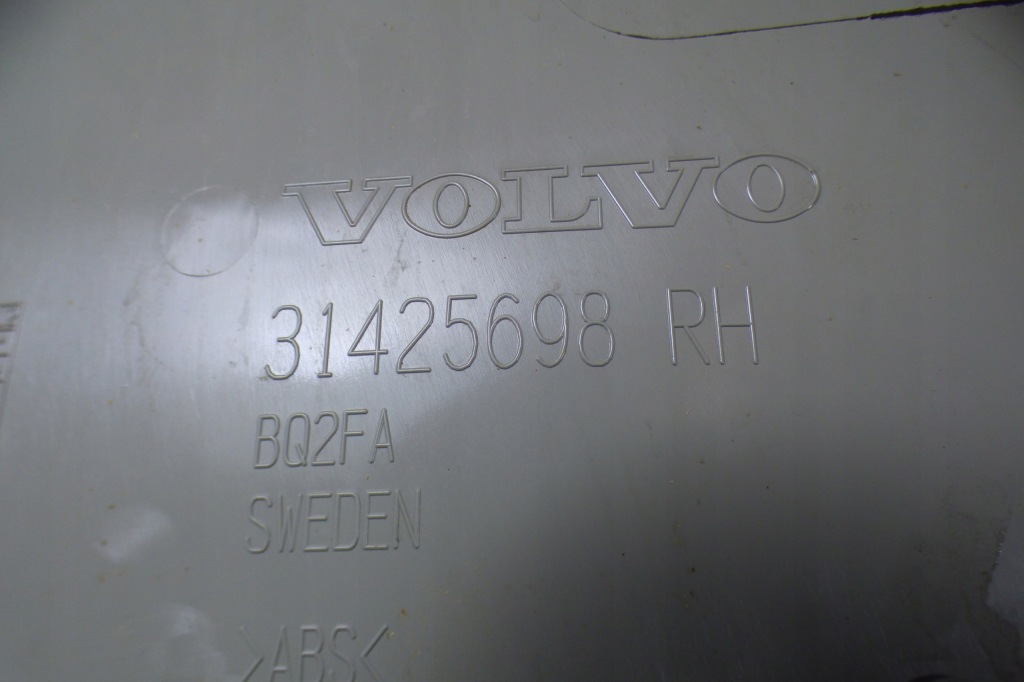 VOLVO
31425698 RH
BQ2FA
SWEDEN
>ABS<